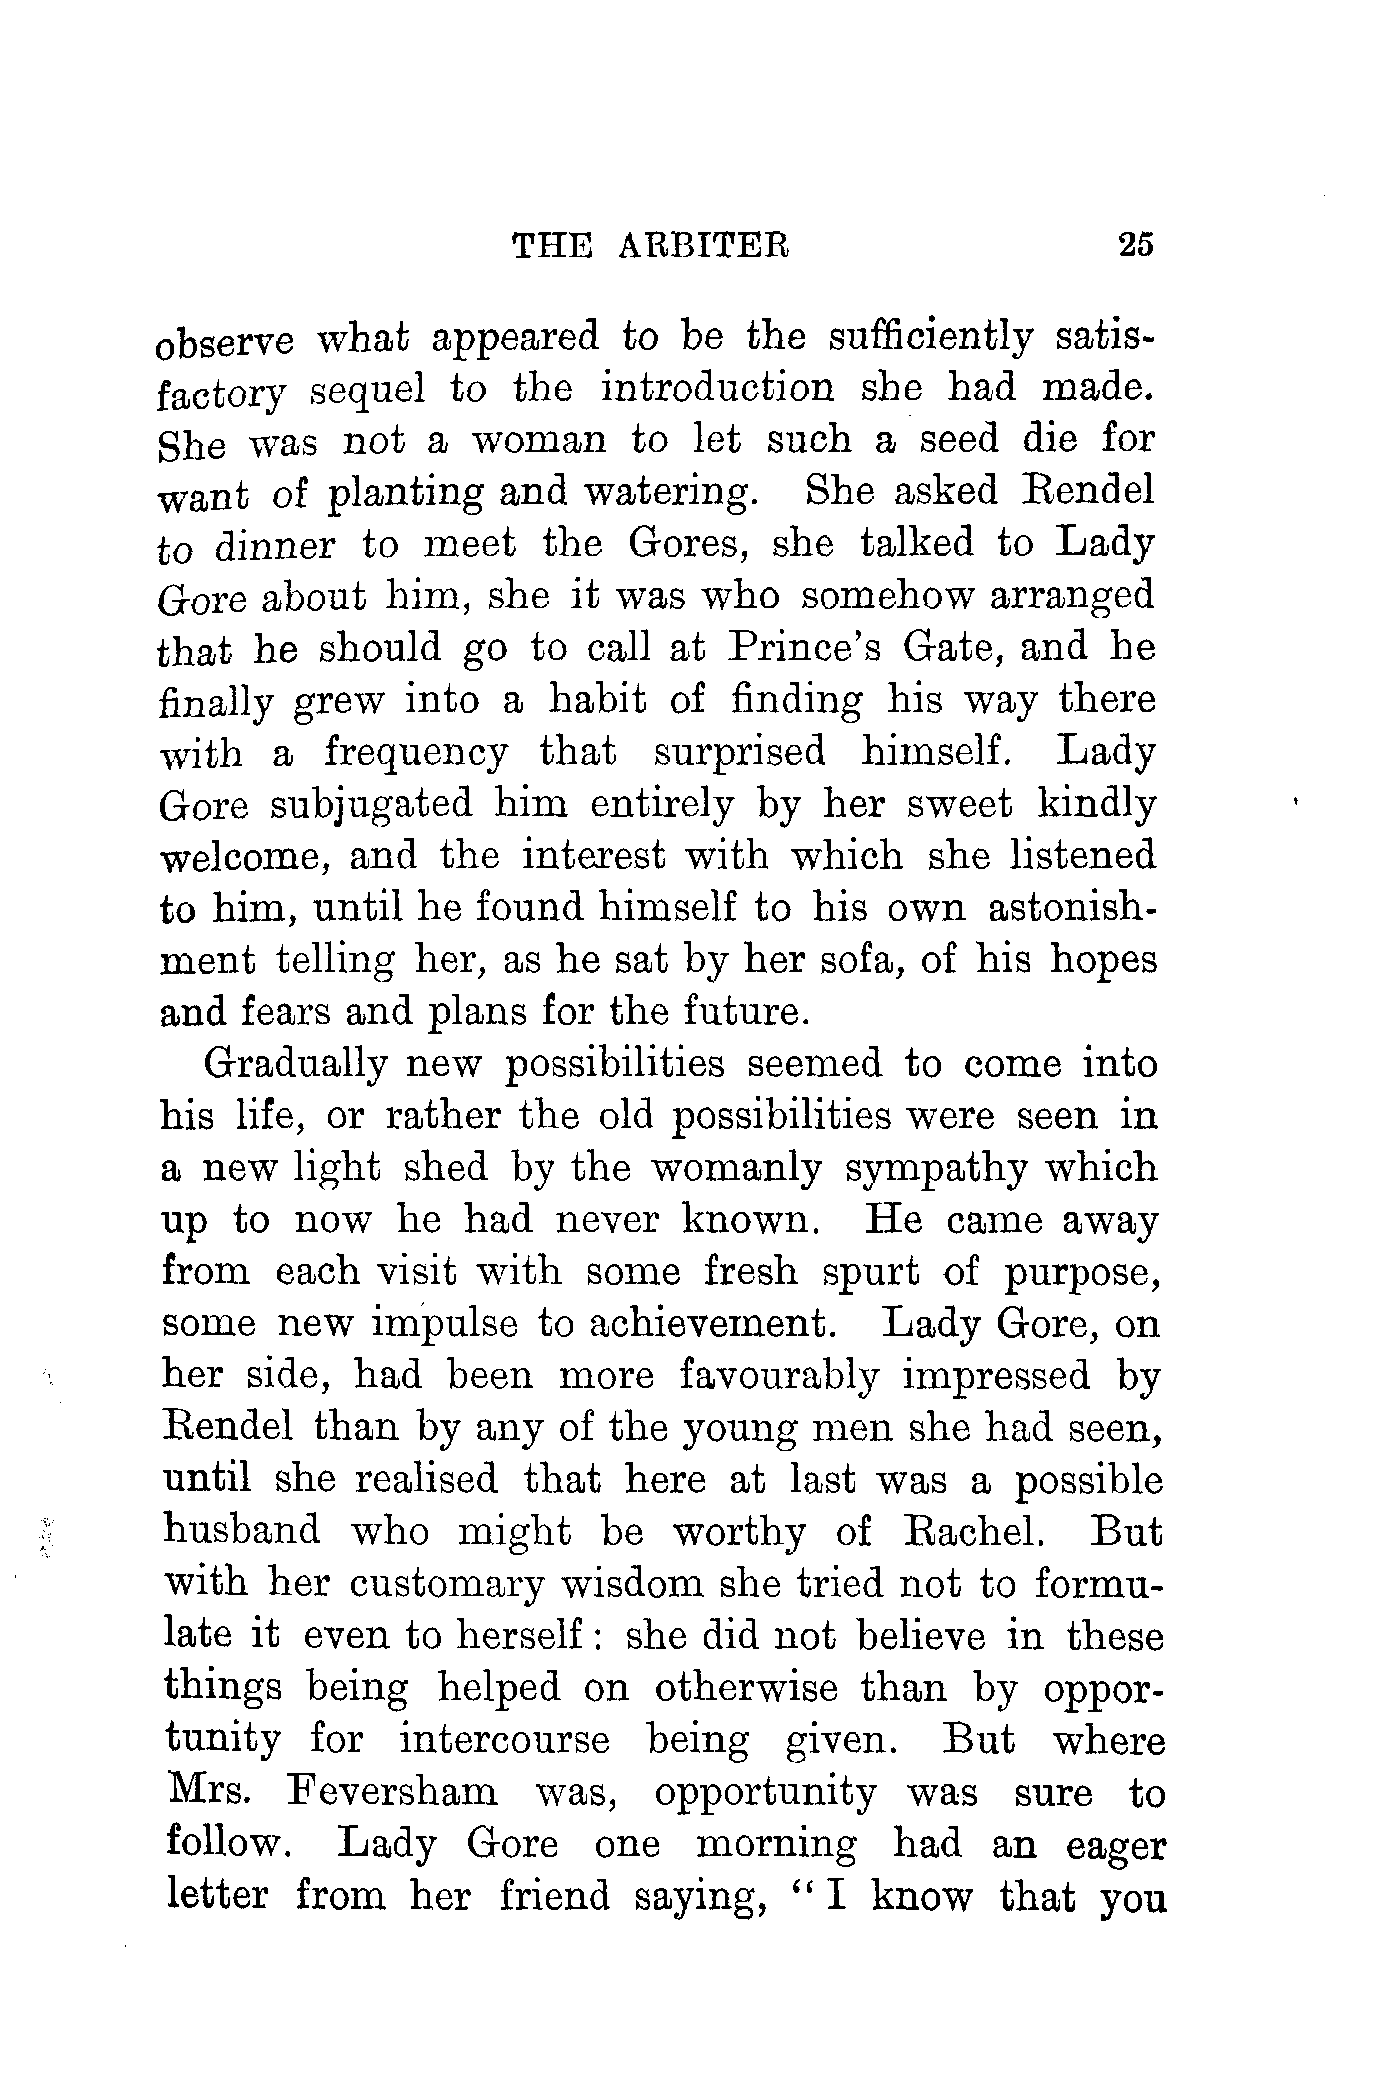 THE ARBITER 25
observe what appeared to be the sufficiently satis-
factory sequel to the introduction she had made.
She was not a woman to let such a seed die for
want of planting and watering. She asked Rendel
to dinner to meet the Gores, she talked to Lady
Gore about him, she it was who somehow arranged
that he should go to call at Prince's Gate, and he
finally grew into a habit of finding his way there
with a frequency that surprised himself. Lady
Gore subjugated him entirely by her sweet kindly
welcome, and the interest with which she listened
to him, until he found himself to his own astonish-
ment telling her, as he sat by her sofa, of his hopes
and fears and plans for the future.
Gradually new possibilities seemed to come into
his life, or rather the old possibilities were seen in
a new light shed by the womanly sympathy which
up to now he had never known. He came away
from each visit with some fresh spurt of purpose,
some new impulse to achievement. Lady Gore, on
her side, had been more favourably impressed by
Rendel than by any of the young men she had seen,
until she realised that here at last was a possible
husband who might be worthy of Rachel. But
with her customary wisdom she tried not to formu-
late it even to herself: she did not believe in these
things being helped on otherwise than by oppor-
tunity for intercourse being given. But where
Mrs. Feversham was, opportunity was sure to
follow. Lady Gore one morning had an eager
letter from her friend saying, "I know that you